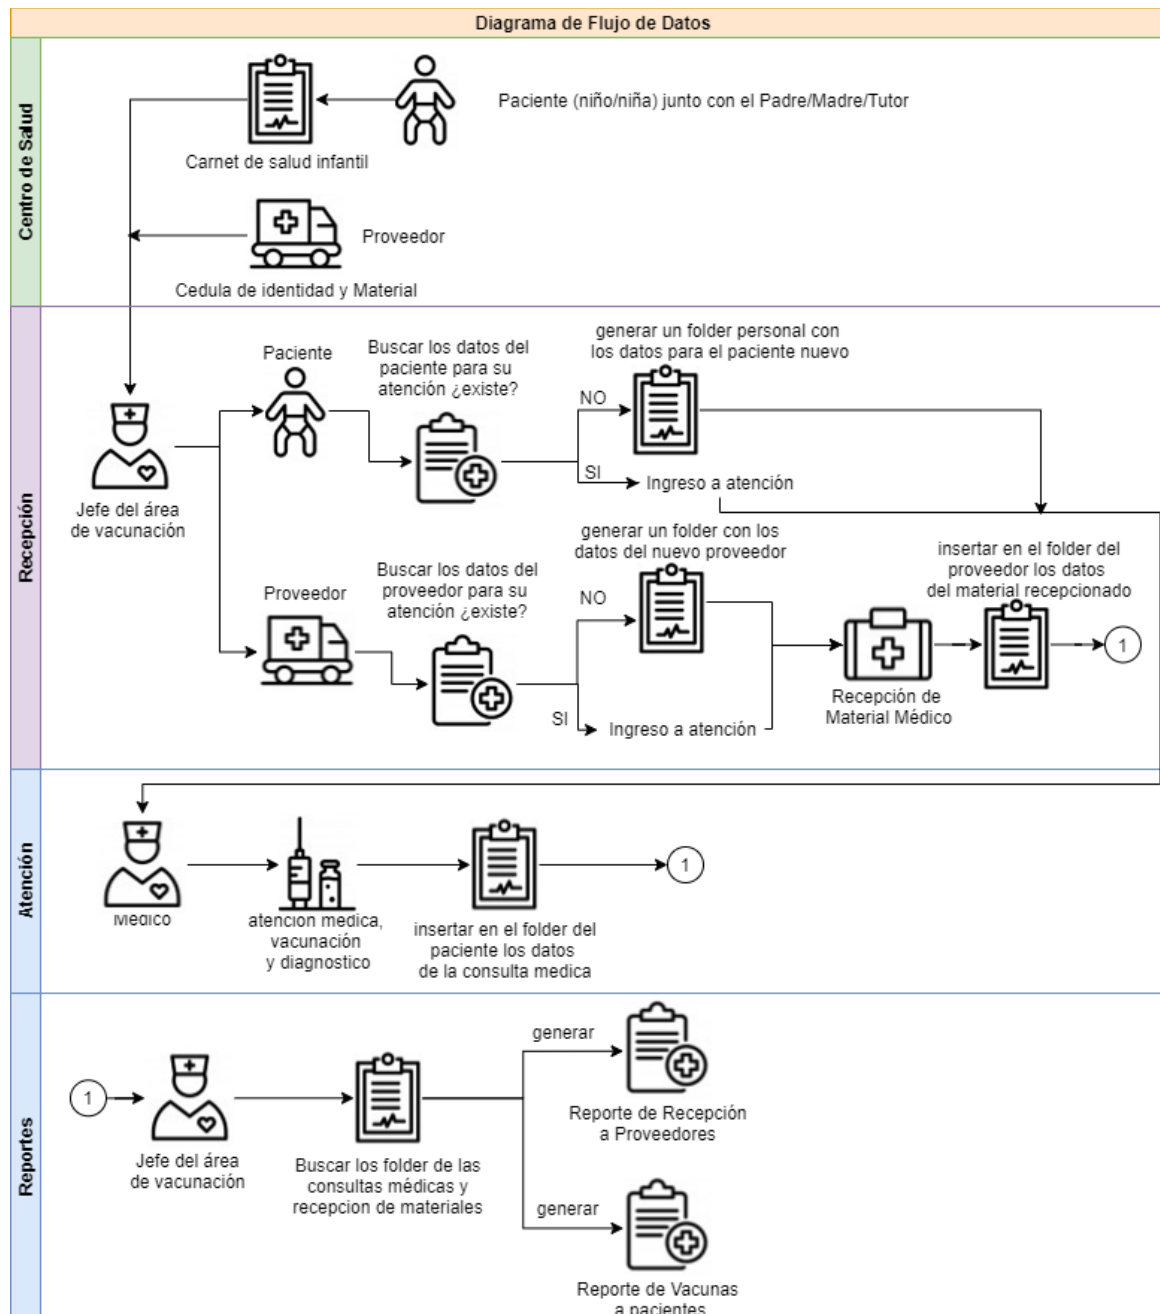 Diagrama de Flujo de Datos
Centro de Salud
Paciente (niño/niña) junto con el Padre/Madre/Tutor
Carnet de salud infantil
Proveedor
Cedula de identidad y Material
Recepción
Jefe del área
de vacunación
Paciente
Buscar los datos del
paciente para su
atención ¿existe?
NO
SI
generar un folder personal con
los datos para el paciente nuevo
Ingreso a atención
Proveedor
Buscar los datos del
proveedor para su
atención ¿existe?
NO
SI
generar un folder con los
datos del nuevo proveedor
Ingreso a atención
Recepción de
Material Médico
insertar en el folder del
proveedor los datos
del material recepcionado
1
Atención
Medico
atencion medica,
vacunación
y diagnostico
insertar en el folder del
paciente los datos
de la consulta medica
1
Reportes
1
Jefe del área
de vacunación
Buscar los folder de las
consultas médicas y
recepcion de materiales
generar
Reporte de Recepción
a Proveedores
generar
Reporte de Vacunas
a pacientes